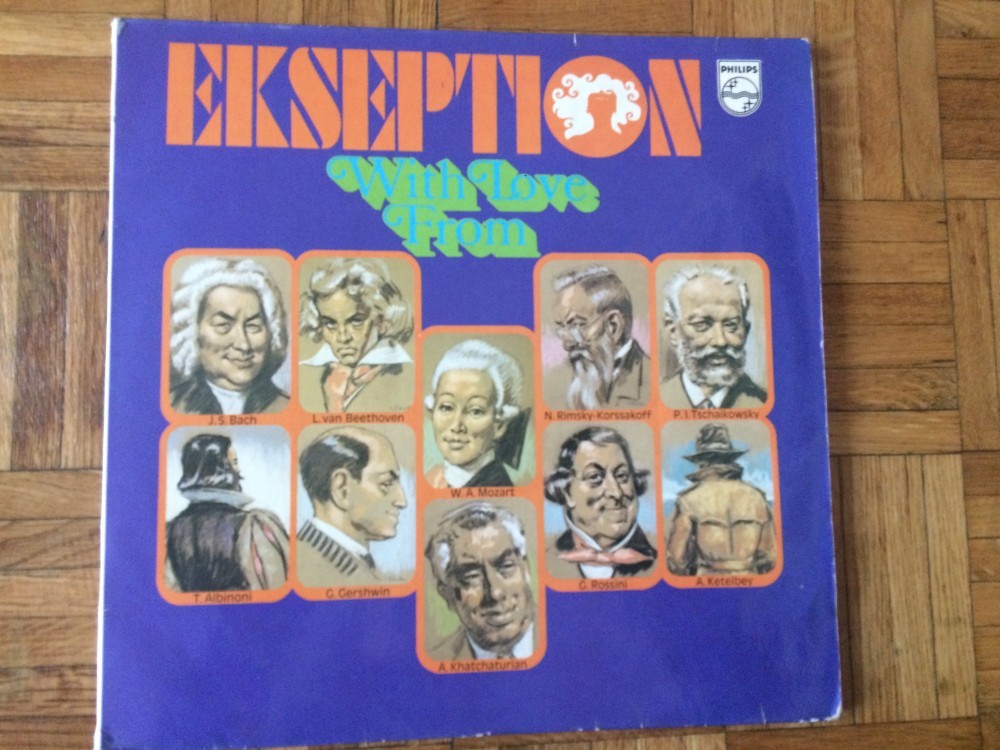 EKSEPTION
PHILIPS
With Love
From
J. S. Bach
L. van Beethoven
N. Rimsky-Korssakoff
P. I. Tschaikowsky
W. A. Mozart
T. Albinoni
G. Gershwin
G. Rossini
A. Ketelbey
A. Khatchaturian